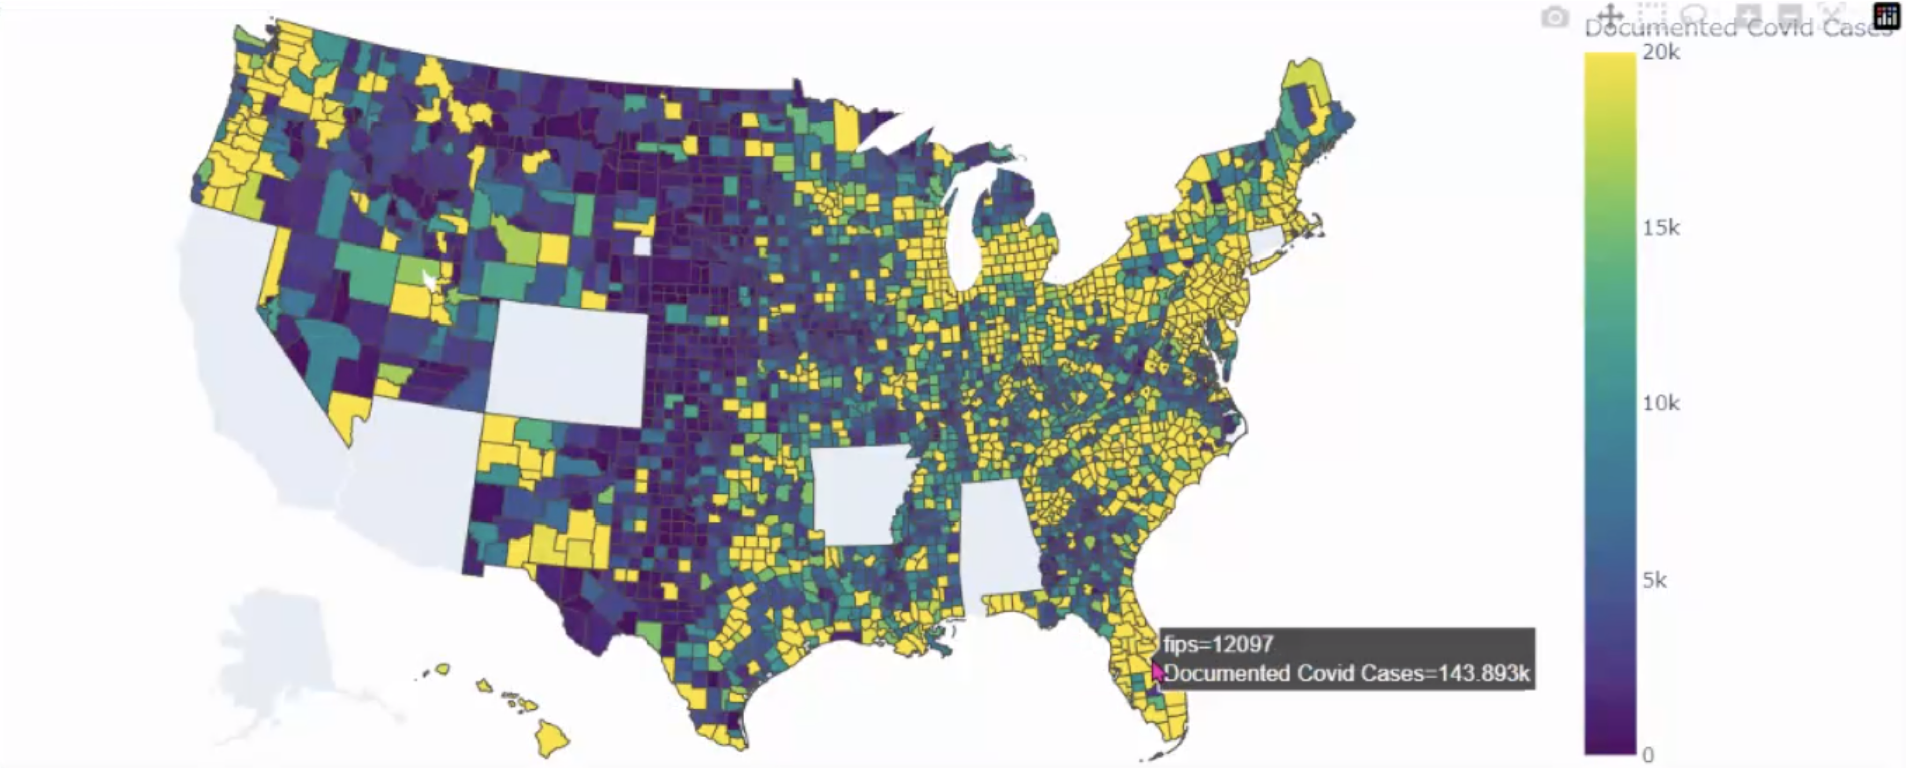 Documented Covid Cases
20k
15k
10k
5k
0
fips=12097
Documented Covid Cases=143.893k